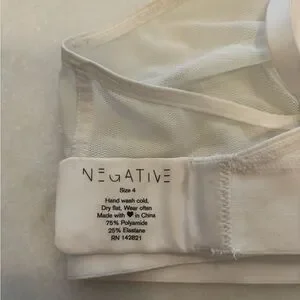 NEGATIVE
Size 4
Hand wash cold,
Dry flat, Wear often
Made with ♥ in China
75% Polyamide
25% Elastane
RN 142821